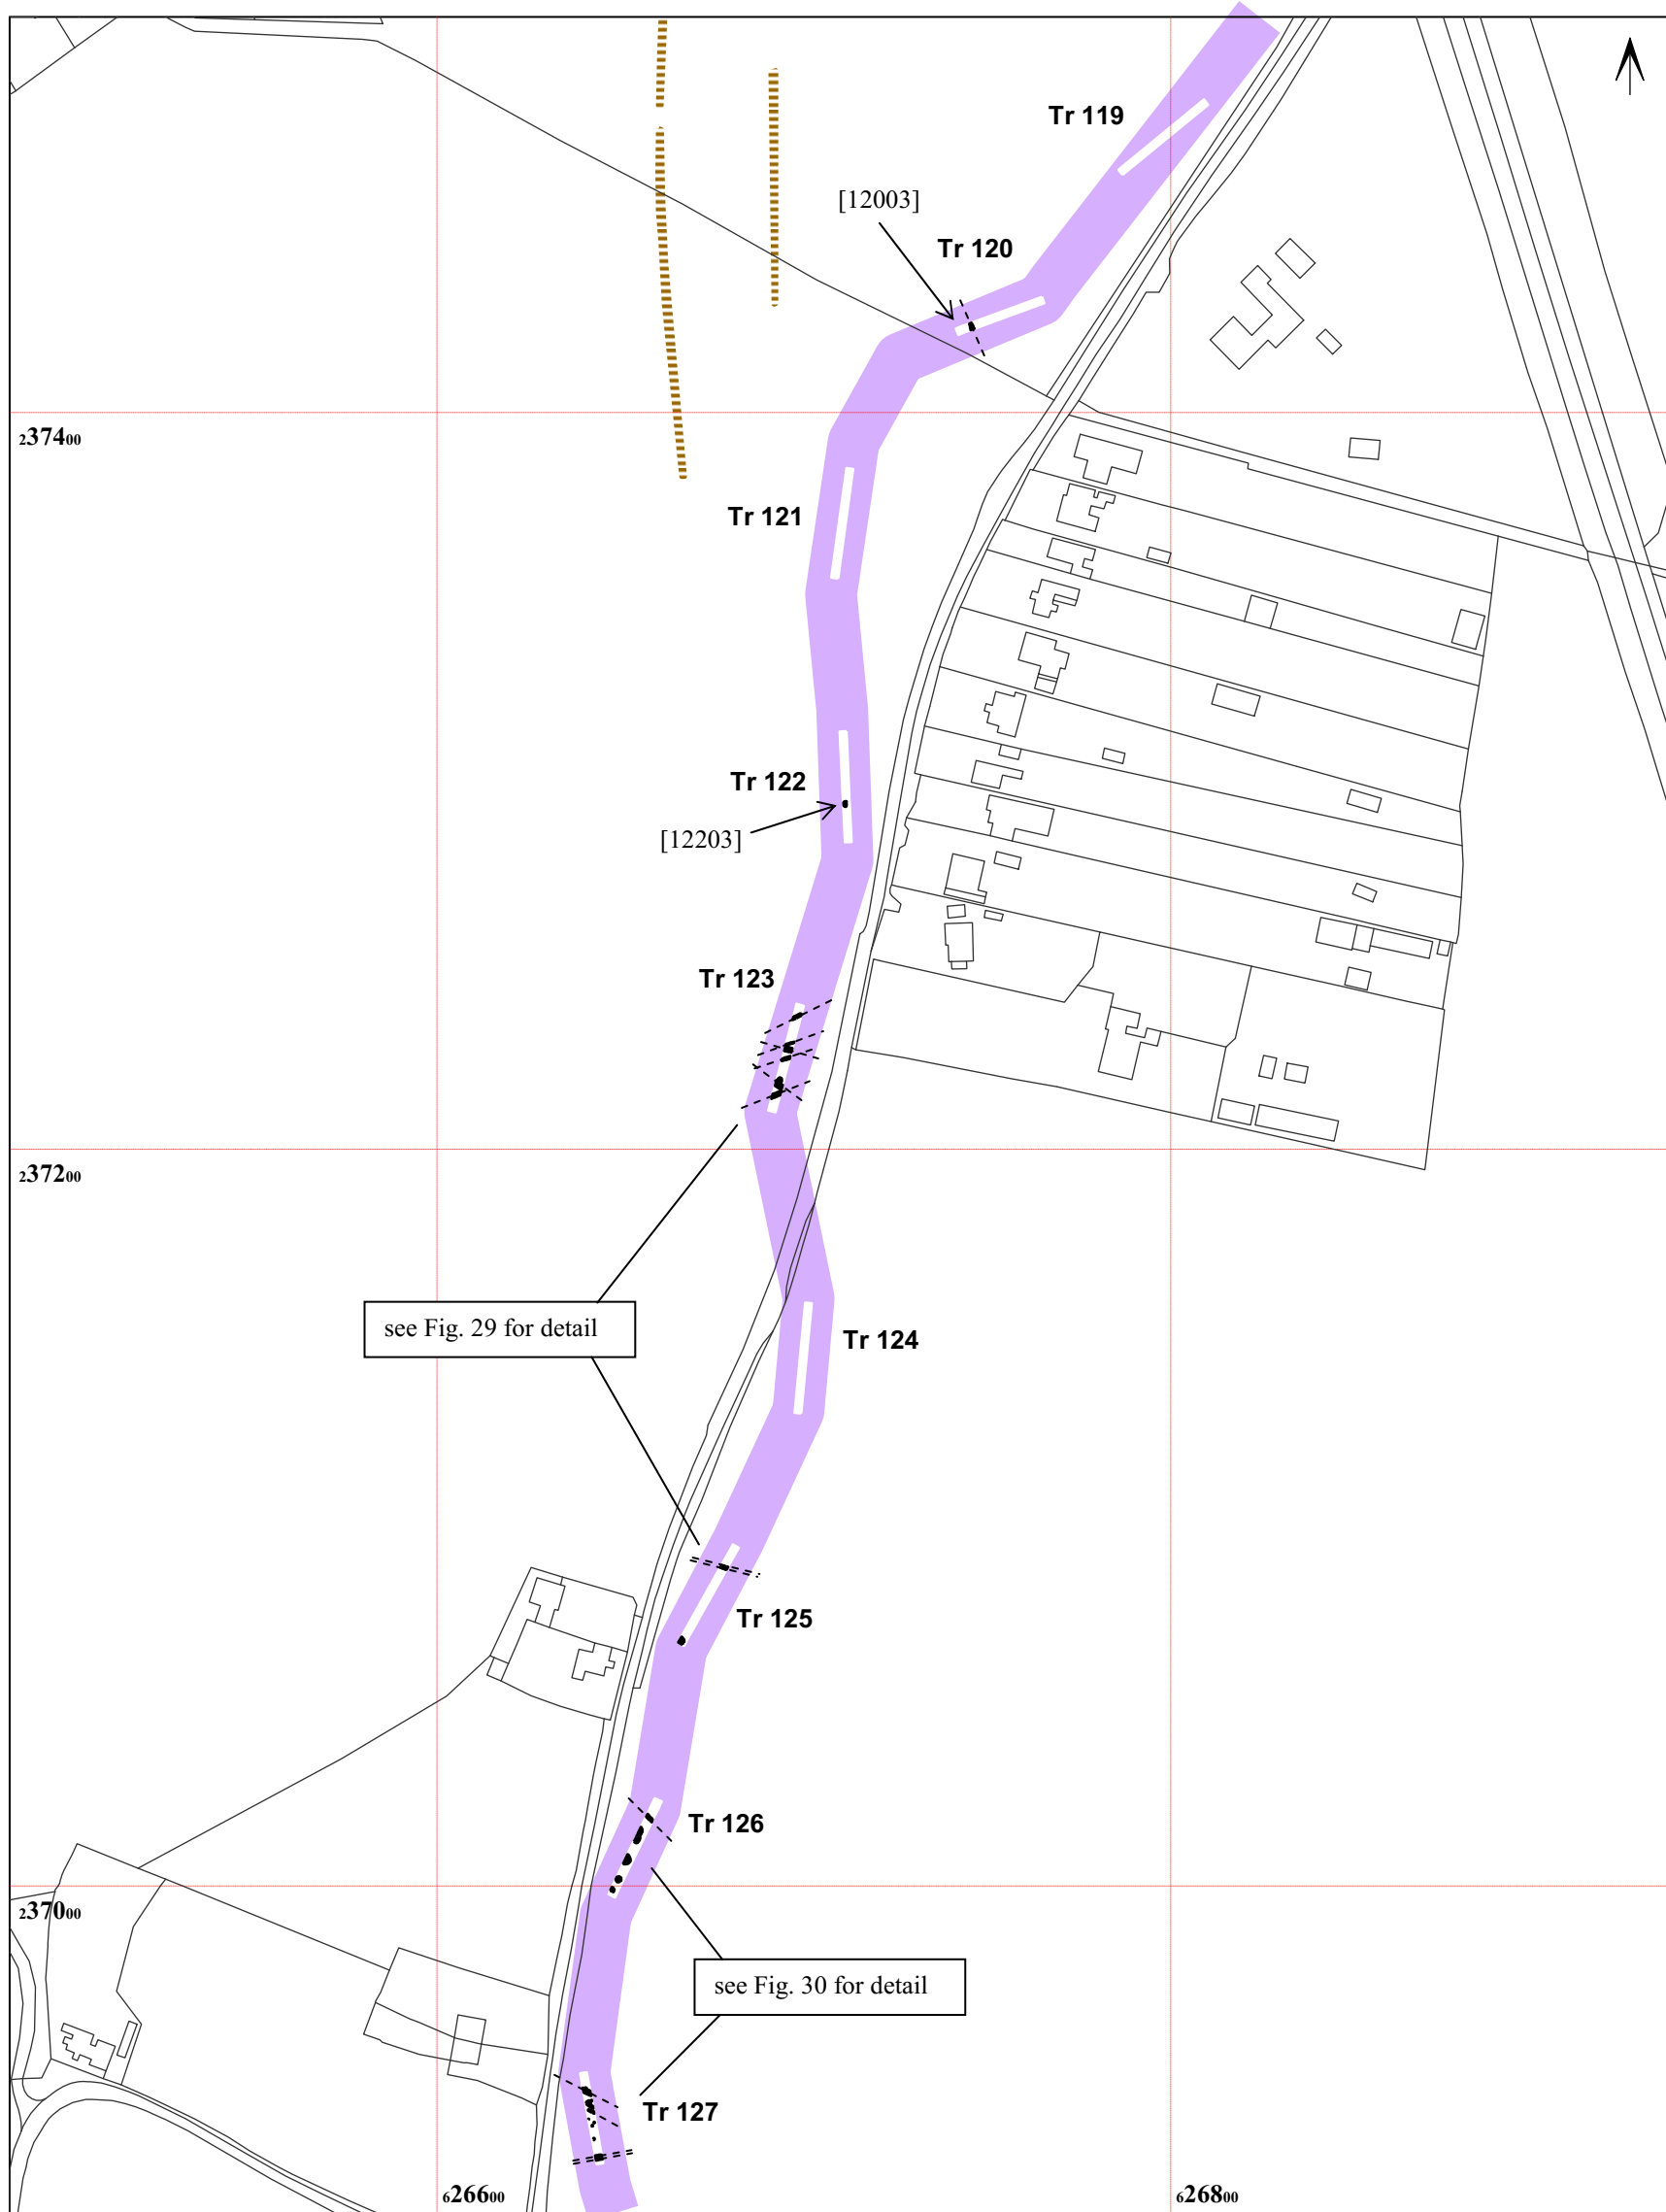 Tr 119
[12003]
Tr 120
237400
Tr 121
Tr 122
[12203]
Tr 123
237200
see Fig. 29 for detail
Tr 124
Tr 125
Tr 126
237000
see Fig. 30 for detail
Tr 127
626600
626800